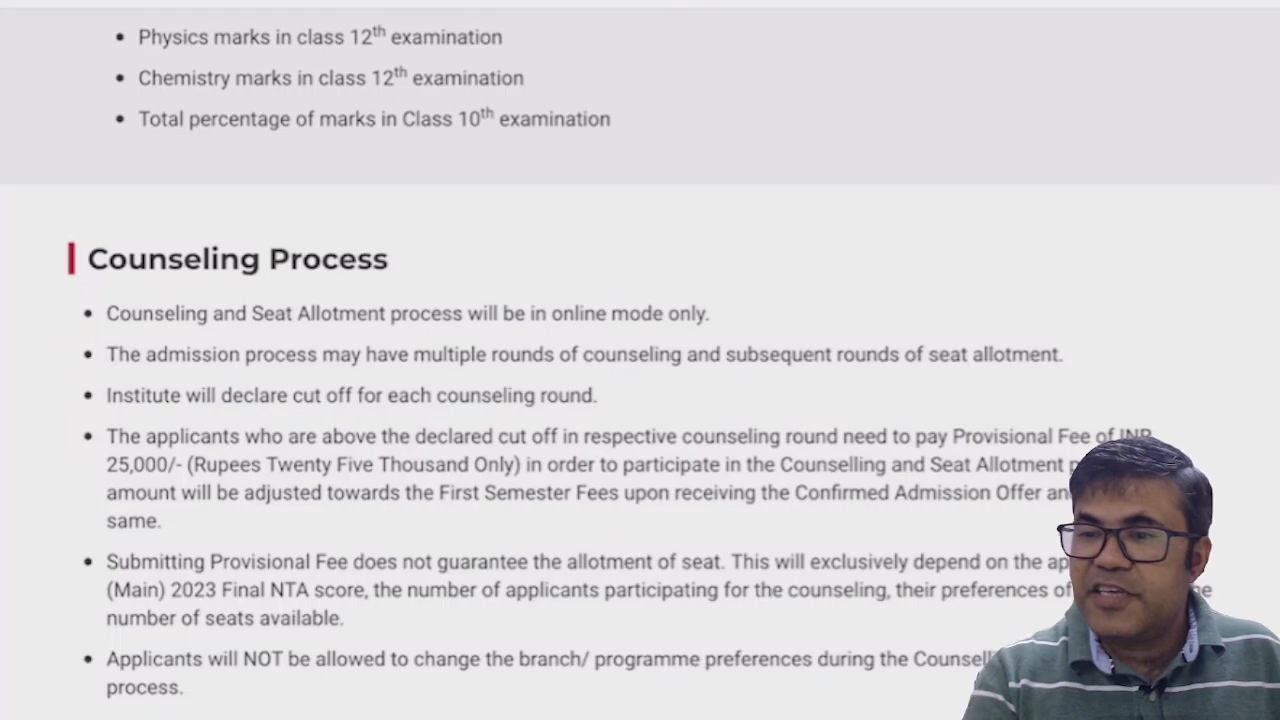 Physics marks in class 12th examination
Chemistry marks in class 12th examination
Total percentage of marks in Class 10th examination
Counseling Process
Counseling and Seat Allotment process will be in online mode only.
The admission process may have multiple rounds of counseling and subsequent rounds of seat allotment.
Institute will declare cut off for each counseling round.
The applicants who are above the declared cut off in respective counseling round need to pay Provisional Fee of INR
25,000/- (Rupees Twenty Five Thousand Only) in order to participate in the Counselling and Seat Allotment
amount will be adjusted towards the First Semester Fees upon receiving the Confirmed Admission Offer
same.
Submitting Provisional Fee does not guarantee the allotment of seat. This will exclusively depend on the
(Main) 2023 Final NTA score, the number of applicants participating for the counseling, their preferences of
number of seats available.
Applicants will NOT be allowed to change the branch/ programme preferences during the
process.